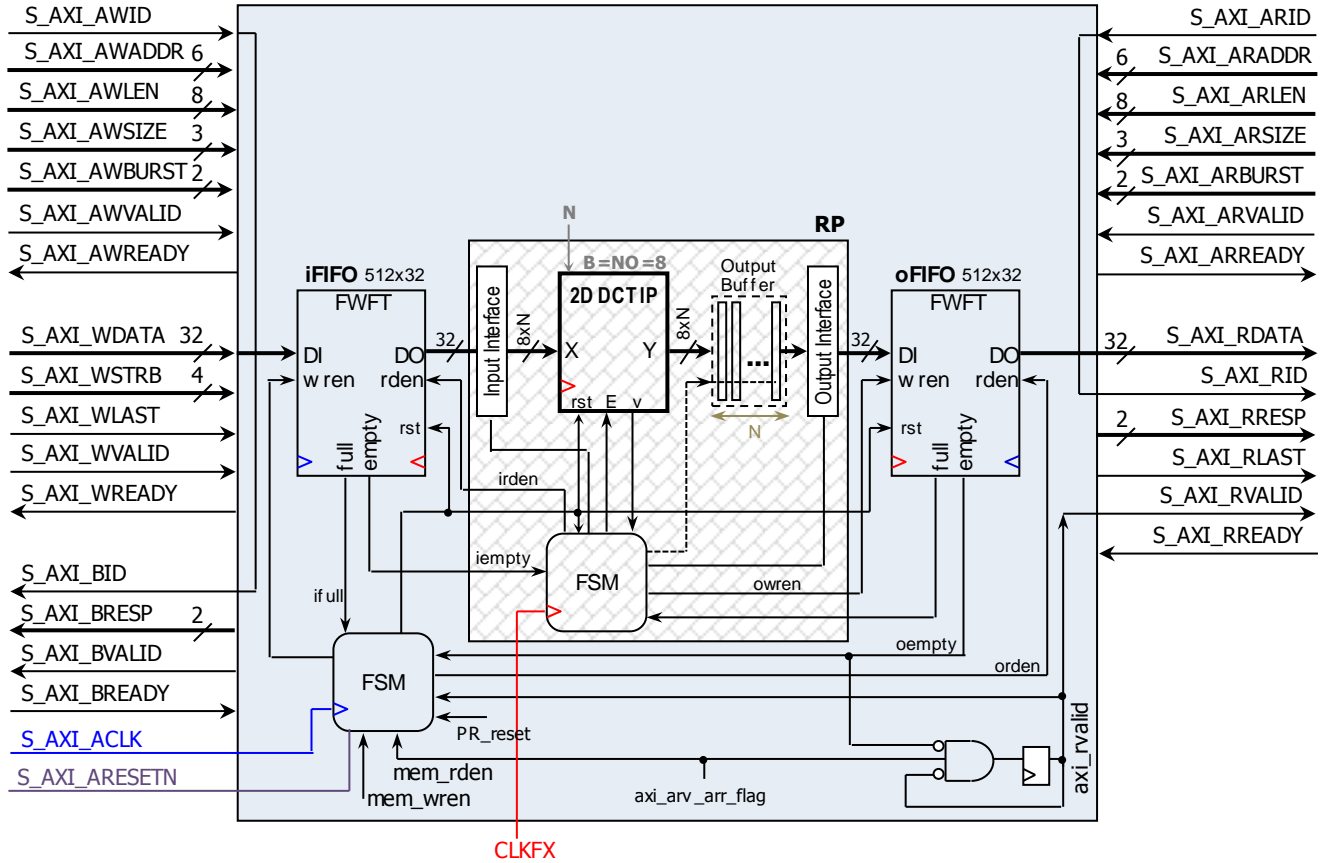 S_AXI_AWID
S_AXI_AWADDR 6
S_AXI_AWLEN 8
S_AXI_AWSIZE 3
S_AXI_AWBURST 2
S_AXI_AWVALID
S_AXI_AWREADY
S_AXI_WDATA 32
S_AXI_WSTRB 4
S_AXI_WLAST
S_AXI_WVALID
S_AXI_WREADY
S_AXI_BID
S_AXI_BRESP 2
S_AXI_BVALID
S_AXI_BREADY
S_AXI_ACLK
S_AXI_ARESETN
iFIFO 512x32
FWFT
DI
DO
wren
rden
rst
full
empty
32
Input Interface
8xN
N
B=NO=8
2D DCT IP
X
Y
rst
E
v
8xN
Output
Buffer
...
N
Output Interface
RP
32
oFIFO 512x32
FWFT
DI
DO
wren
rden
rst
full
empty
irden
iempty
FSM
owren
ifull
oempty
orden
FSM
PR_reset
mem_rden
mem_wren
axi_arv_arr_flag
axi_rvalid
CLKFX
S_AXI_ARID
6 S_AXI_ARADDR
8 S_AXI_ARLEN
3 S_AXI_ARSIZE
2 S_AXI_ARBURST
S_AXI_ARVALID
S_AXI_ARREADY
32 S_AXI_RDATA
S_AXI_RID
2 S_AXI_RRESP
S_AXI_RLAST
S_AXI_RVALID
S_AXI_RREADY